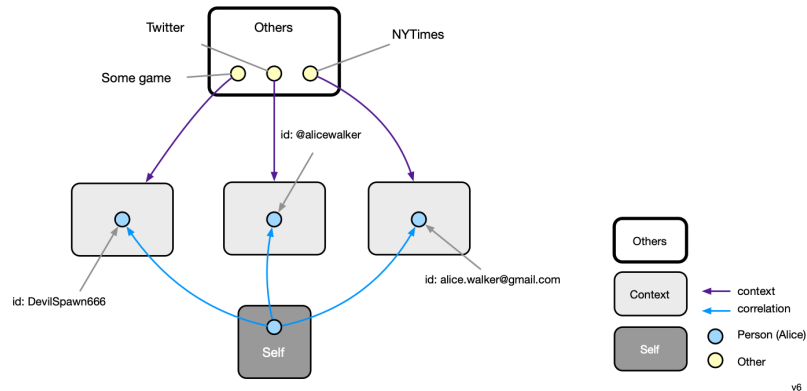 Twitter
Others
NYTimes
Some game
id: @alicewalker
id: DevilSpawn666
id: alice.walker@gmail.com
Self
Others
Context
context
correlation
Self
Person (Alice)
Other
v6